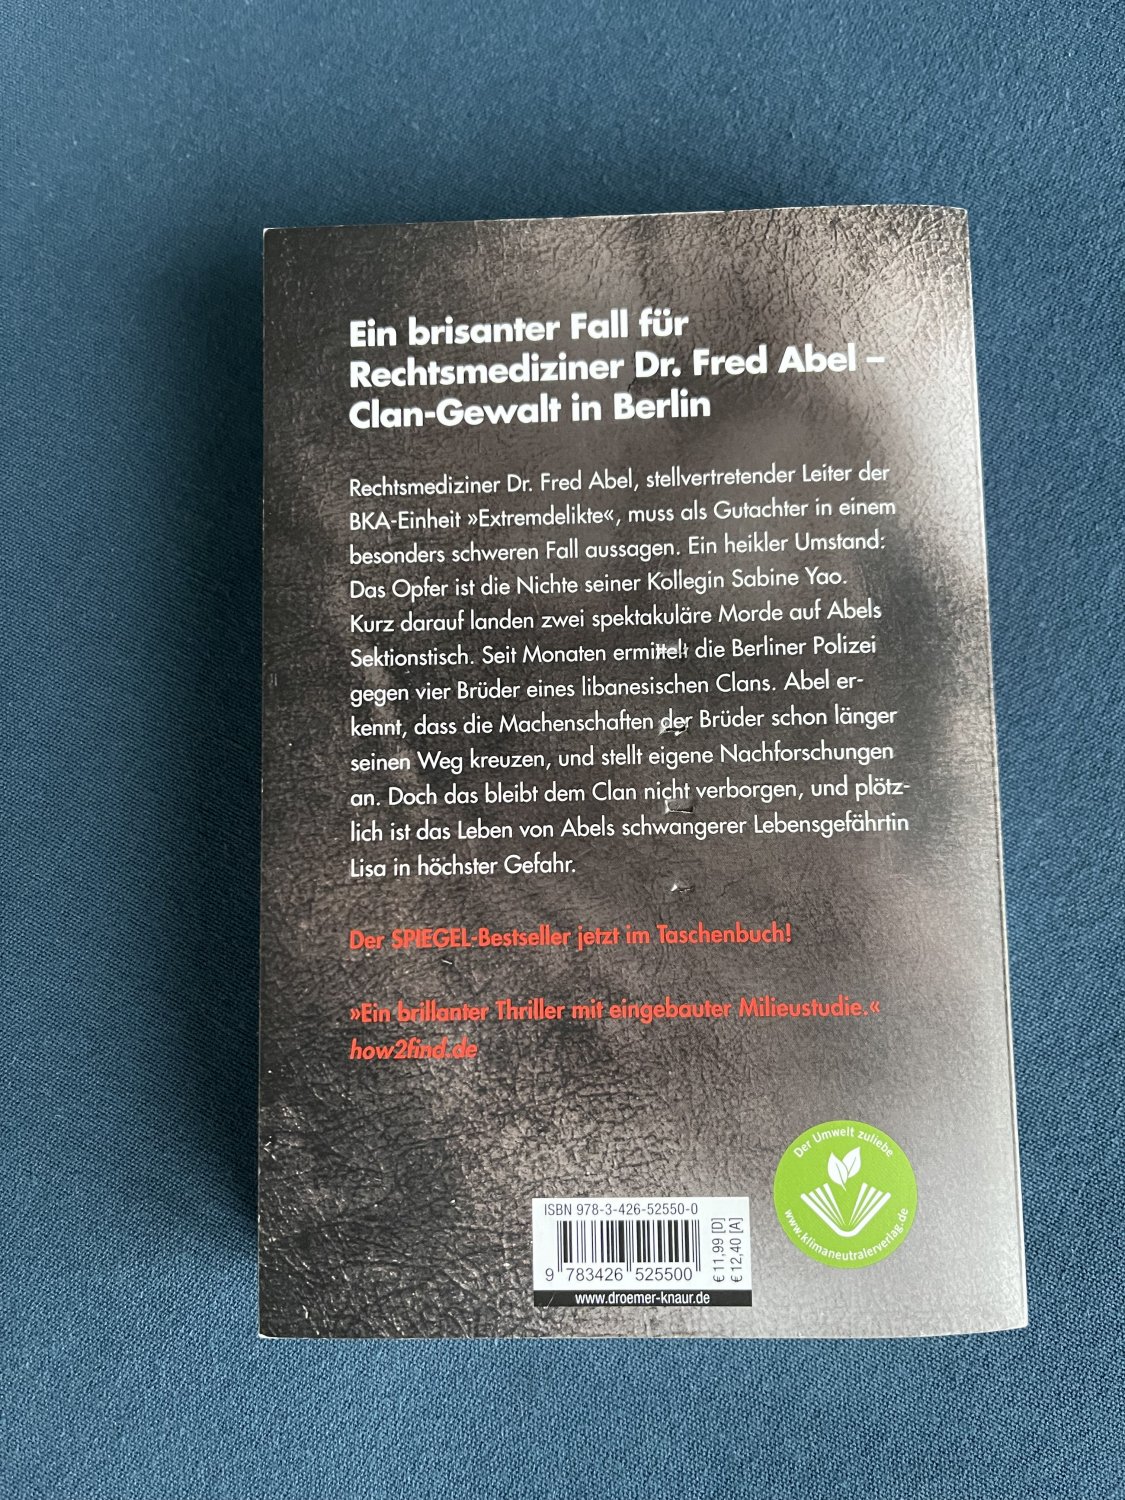 Ein brisanter Fall für
Rechtsmediziner Dr. Fred Abel –
Clan-Gewalt in Berlin
Rechtsmediziner Dr. Fred Abel, stellvertretender Leiter der
BKA-Einheit »Extremdelikte«, muss als Gutachter in einem
besonders schweren Fall aussagen. Ein heikler Umstand:
Das Opfer ist die Nichte seiner Kollegin Sabine Yao.
Kurz darauf landen zwei spektakuläre Morde auf Abels
Sektionstisch. Seit Monaten ermittelt die Berliner Polizei
gegen vier Brüder eines libanesischen Clans. Abel er-
kennt, dass die Machenschaften der Brüder schon länger
seinen Weg kreuzen, und stellt eigene Nachforschungen
an. Doch das bleibt dem Clan nicht verborgen, und plötz-
lich ist das Leben von Abels schwangerer Lebensgefährtin
Lisa in höchster Gefahr.
Der SPIEGEL-Bestseller jetzt im Taschenbuch!
»Ein brillanter Thriller mit eingebauter Milieustudie.«
how2find.de
Der Umwelt zuliebe
www.klimaneutralerverlag.de
ISBN 978-3-426-52550-0
9 783426 525500
€ 11,99 [D]
€ 12,40 [A]
www.droemer-knaur.de